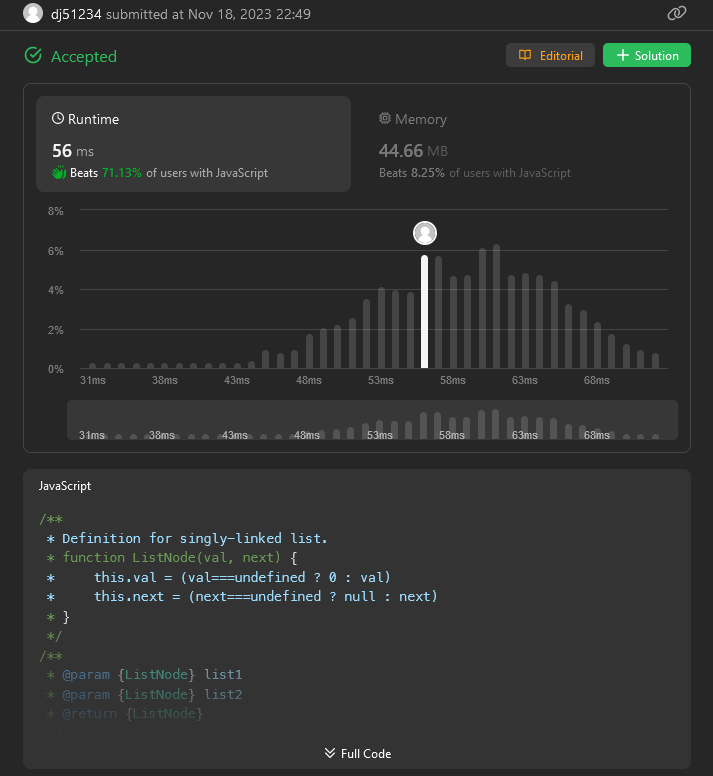 dj51234 submitted at Nov 18, 2023 22:49
Accepted
Editorial
Solution
Runtime
56 ms
Beats 71.13% of users with JavaScript
Memory
44.66 MB
Beats 8.25% of users with JavaScript
8%
6%
4%
2%
0%
31ms 38ms 43ms 48ms 53ms 58ms 63ms 68ms
31ms 38ms 43ms 48ms 53ms 58ms 63ms 68ms
JavaScript
/**
 * Definition for singly-linked list.
 * function ListNode(val, next) {
 *     this.val = (val===undefined ? 0 : val)
 *     this.next = (next===undefined ? null : next)
 * }
 */
/**
 * @param {ListNode} list1
 * @param {ListNode} list2
 * @return {ListNode}
Full Code